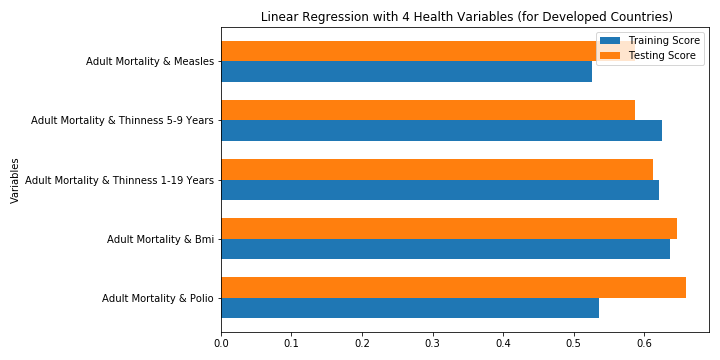 Linear Regression with 4 Health Variables (for Developed Countries)
Training Score
Testing Score
Adult Mortality & Measles
Adult Mortality & Thinness 5-9 Years
Adult Mortality & Thinness 1-19 Years
Adult Mortality & Bmi
Adult Mortality & Polio
Variables
0.0 0.1 0.2 0.3 0.4 0.5 0.6